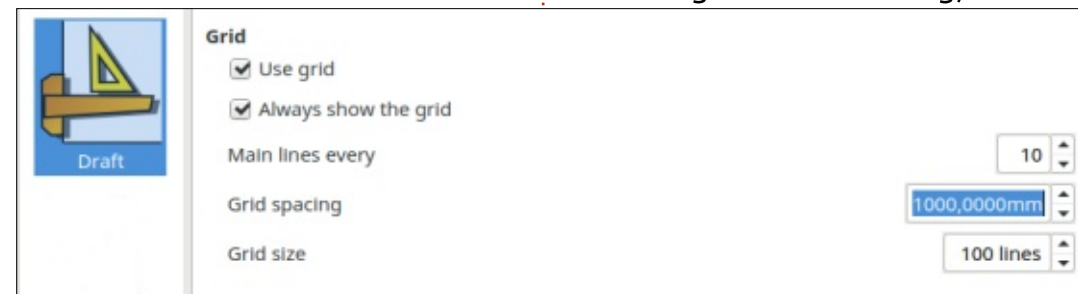 Grid
Use grid
Always show the grid
Draft
Main lines every
10
Grid spacing
1000,0000mm
Grid size
100 lines